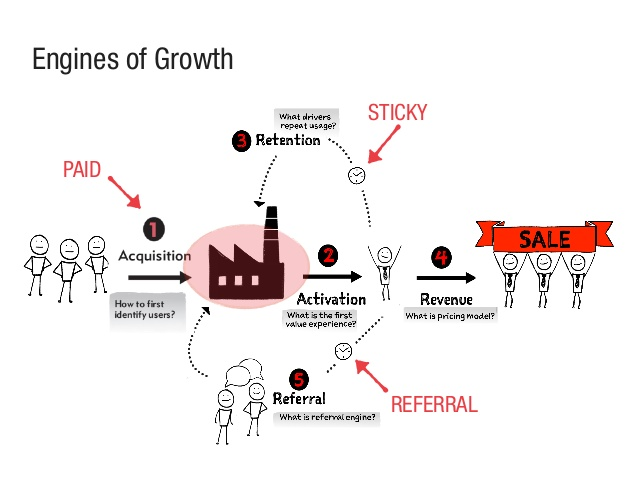 Engines of Growth
What drivers
repeat usage?
STICKY
3 Retention
PAID
1
Acquisition
SALE
2
4
How to first
identify users?
Activation
What is the first
value experience?
Revenue
What is pricing model?
5
Referral
What is referral engine?
REFERRAL